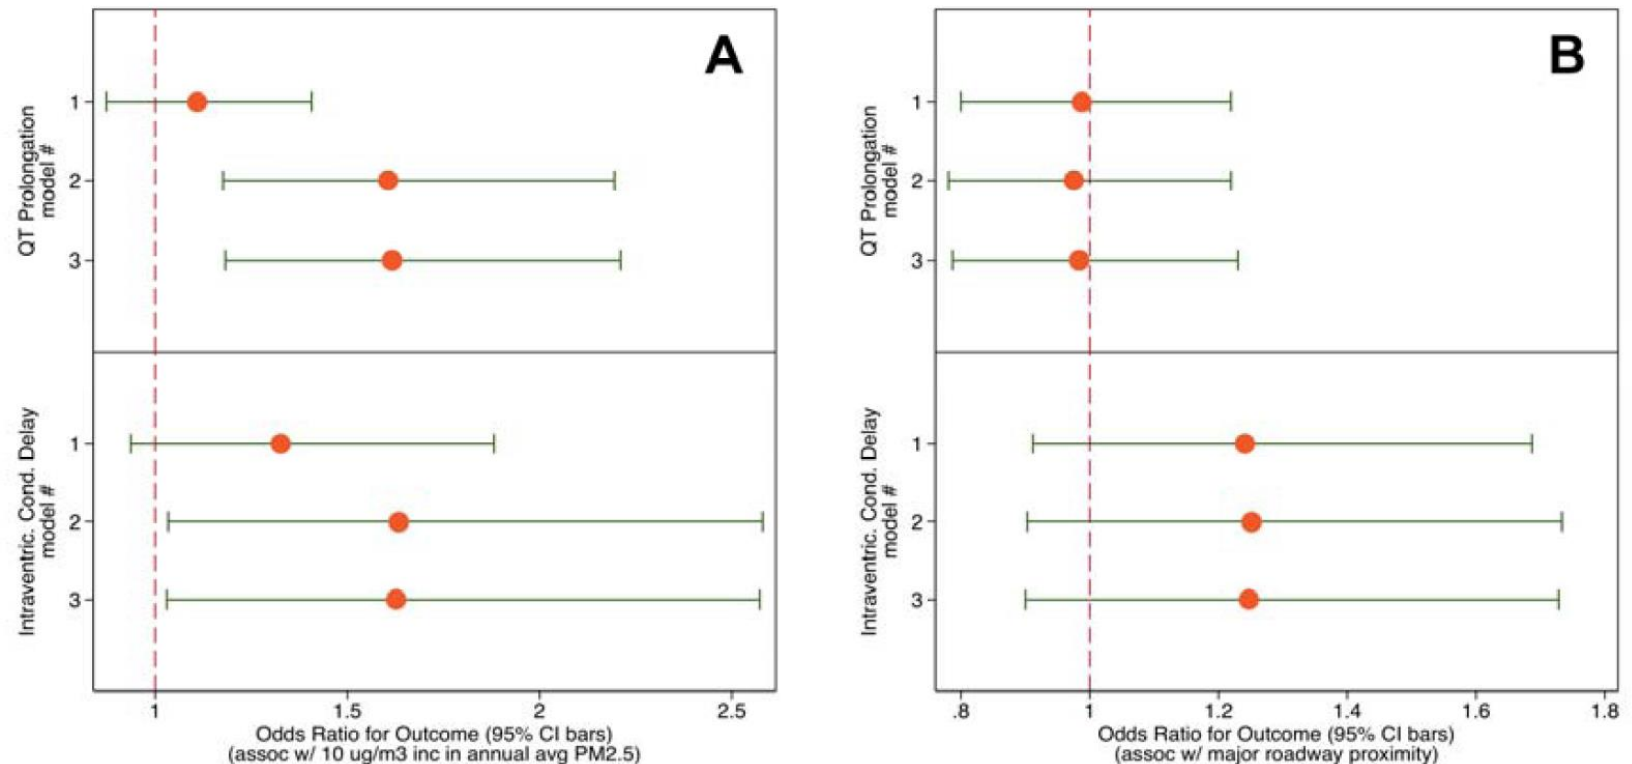 A
QT Prolongation
model #
1
2
3
Intraventric. Cond. Delay
model #
1
2
3
1
1.5
2
2.5
Odds Ratio for Outcome (95% CI bars)
(assoc w/ 10 ug/m3 inc in annual avg PM2.5)
B
QT Prolongation
model #
1
2
3
Intraventric. Cond. Delay
model #
1
2
3
.8
1
1.2
1.4
1.6
1.8
Odds Ratio for Outcome (95% CI bars)
(assoc w/ major roadway proximity)